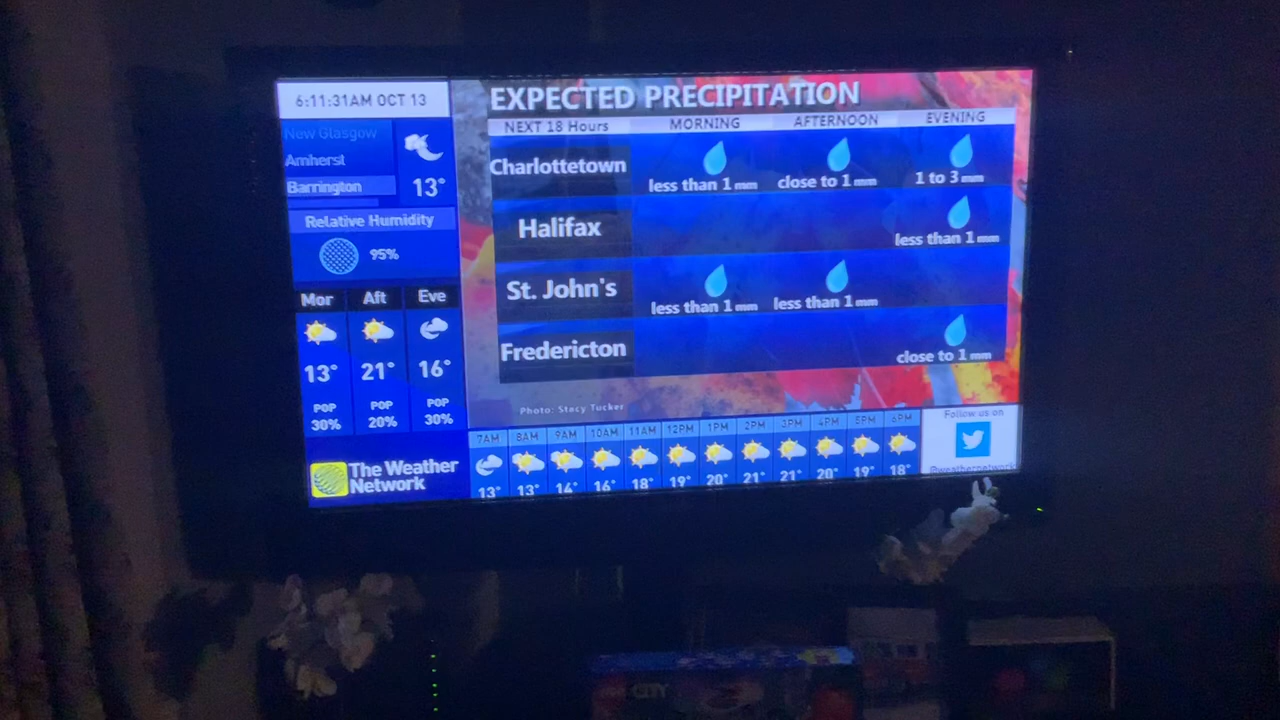 6:11:31AM OCT 13
New Glasgow
Amherst
Barrington
13°
Relative Humidity
95%
Mor Aft Eve
13° 21° 16°
POP POP POP
30% 20% 30%
The Weather
Network
EXPECTED PRECIPITATION
NEXT 18 Hours MORNING AFTERNOON EVENING
Charlottetown less than 1 mm close to 1 mm 1 to 3 mm
Halifax less than 1 mm
St. John's less than 1 mm less than 1 mm
Fredericton close to 1 mm
Photo: Stacy Tucker
7AM 8AM 9AM 10AM 11AM 12PM 1PM 2PM 3PM 4PM 5PM 6PM
13° 13° 14° 16° 18° 19° 20° 21° 21° 20° 19° 18°
Follow us on
@weathernetwork
CITY